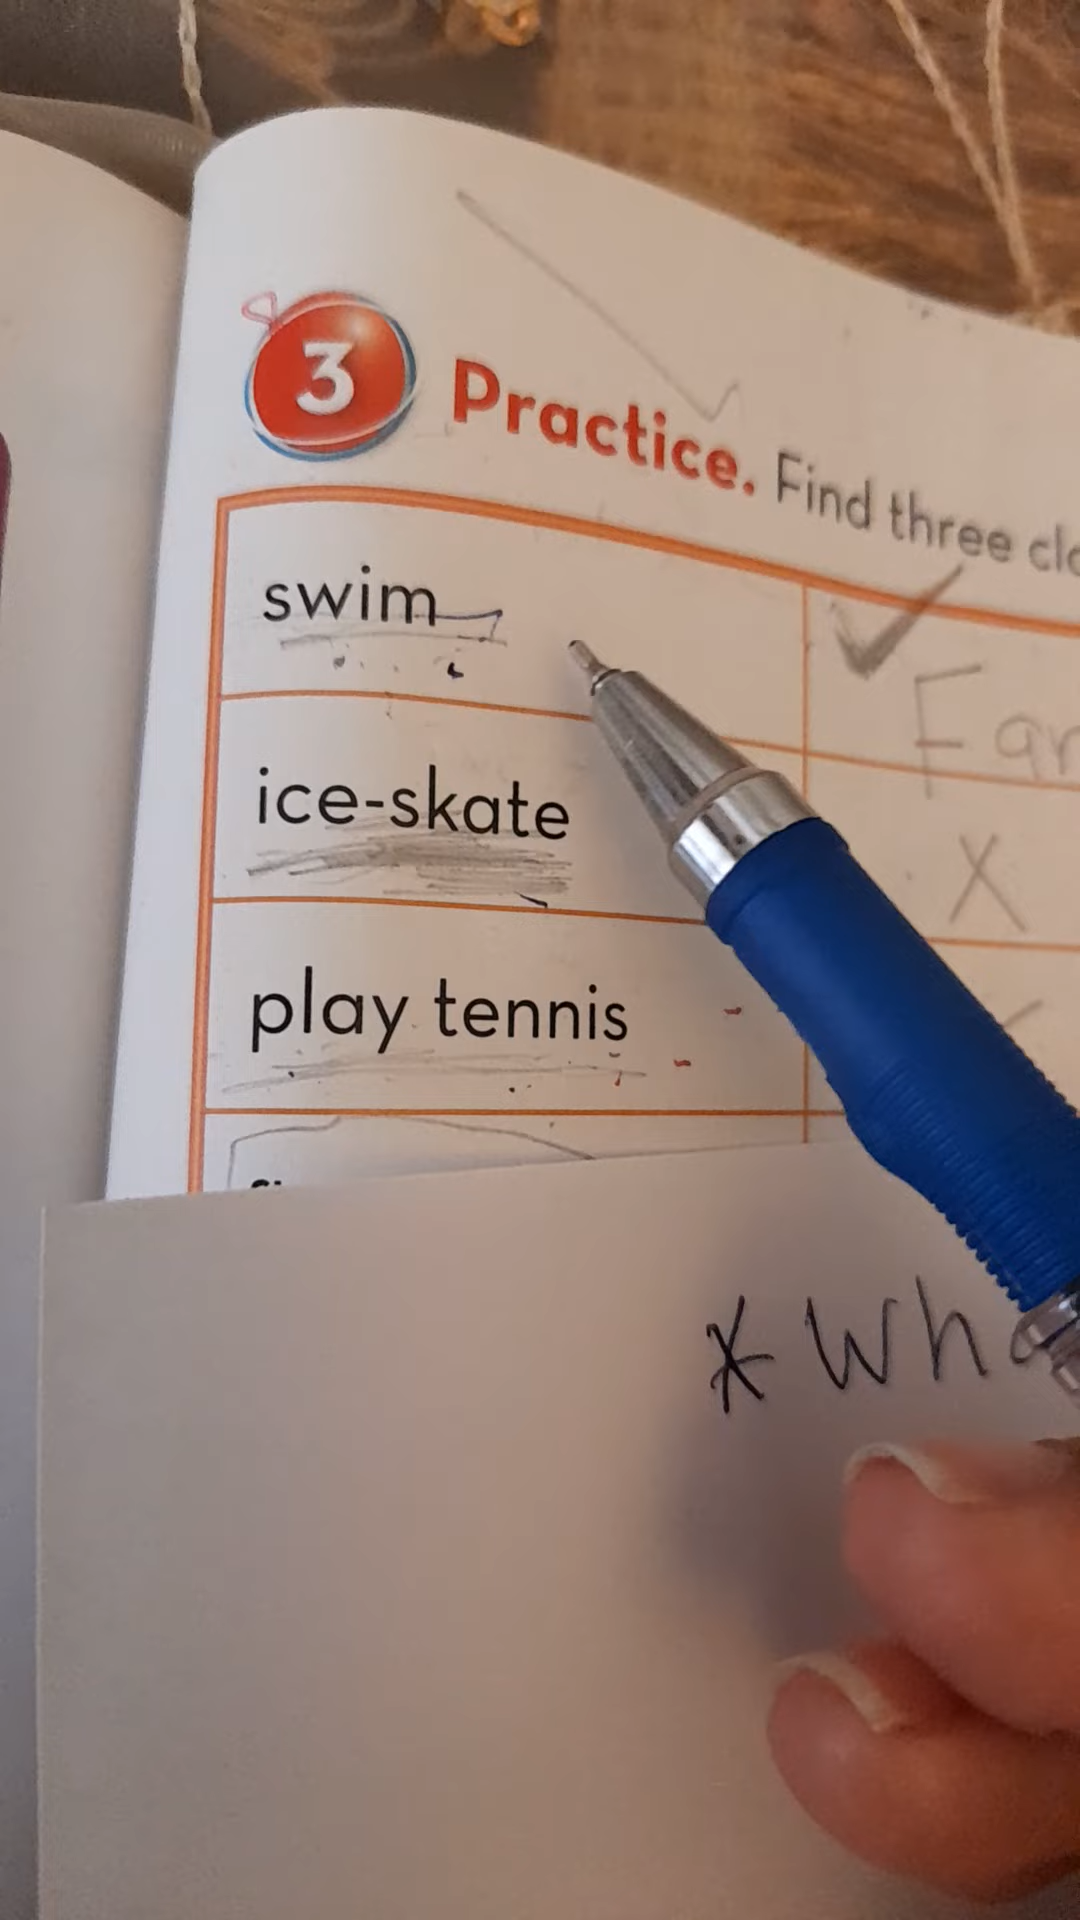 3 Practice. Find three
swim
✓
ice-skate
X
play tennis
* Wh